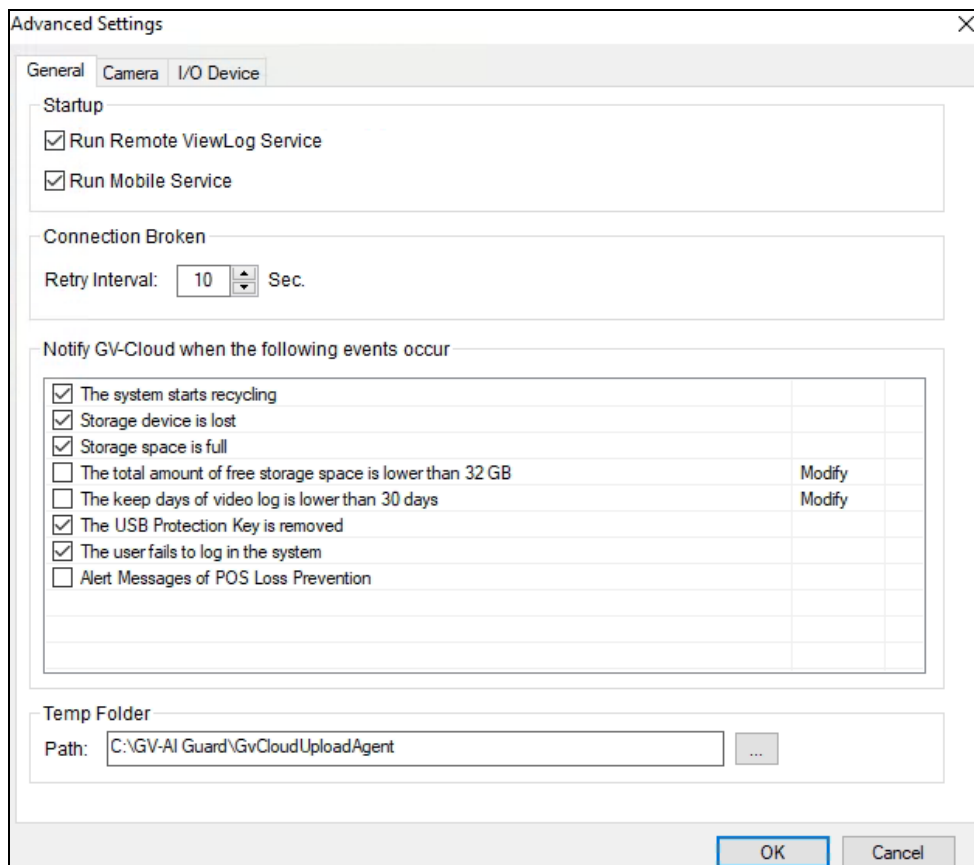 Advanced Settings
General Camera I/O Device
Startup
Run Remote ViewLog Service
Run Mobile Service
Connection Broken
Retry Interval: 10 Sec.
Notify GV-Cloud when the following events occur
The system starts recycling
Storage device is lost
Storage space is full
The total amount of free storage space is lower than 32 GB Modify
The keep days of video log is lower than 30 days Modify
The USB Protection Key is removed
The user fails to log in the system
Alert Messages of POS Loss Prevention
Temp Folder
Path: C:\GV-AI Guard\GvCloudUploadAgent ...
OK Cancel